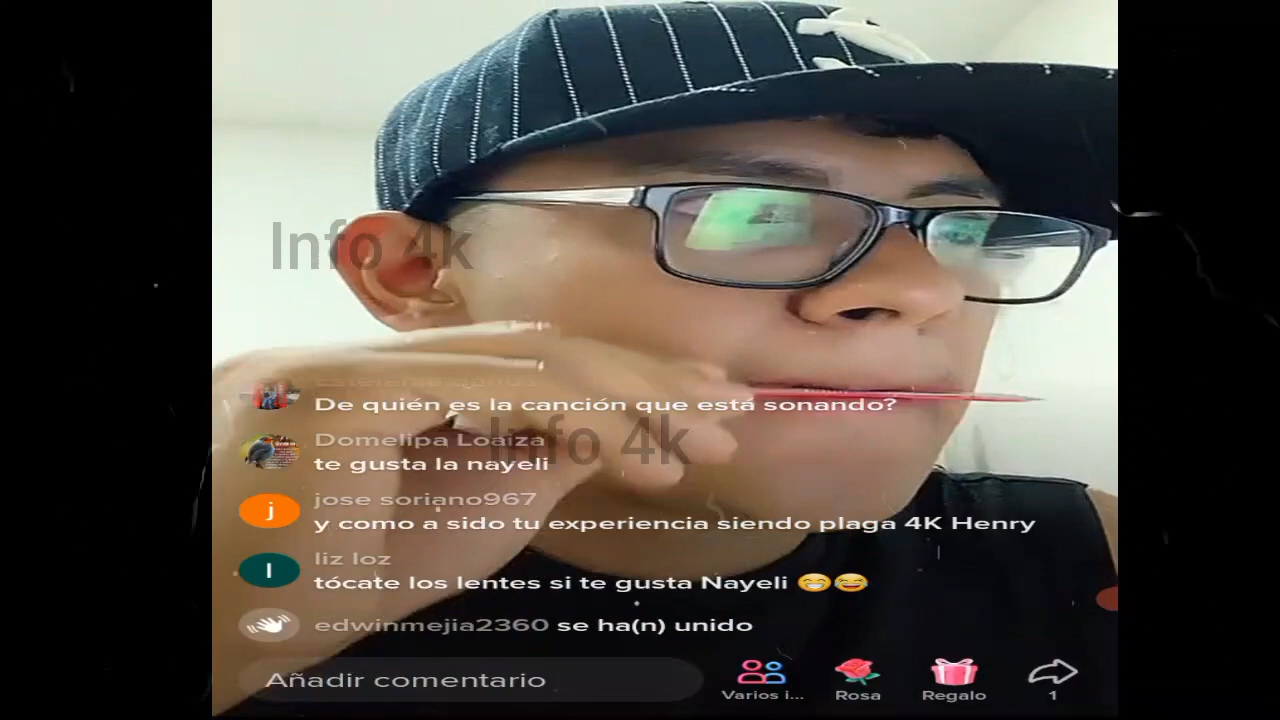 Info 4k
De quién es la canción que está sonando?
Info 4k
Domelipa Loaiza
te gusta la nayeli
jose soriano967
y como a sido tu experiencia siendo plaga 4K Henry
liz loz
tócate los lentes si te gusta Nayeli 😁😂
edwinmejia2360 se ha(n) unido
Añadir comentario
Varios i...
Rosa
Regalo
1